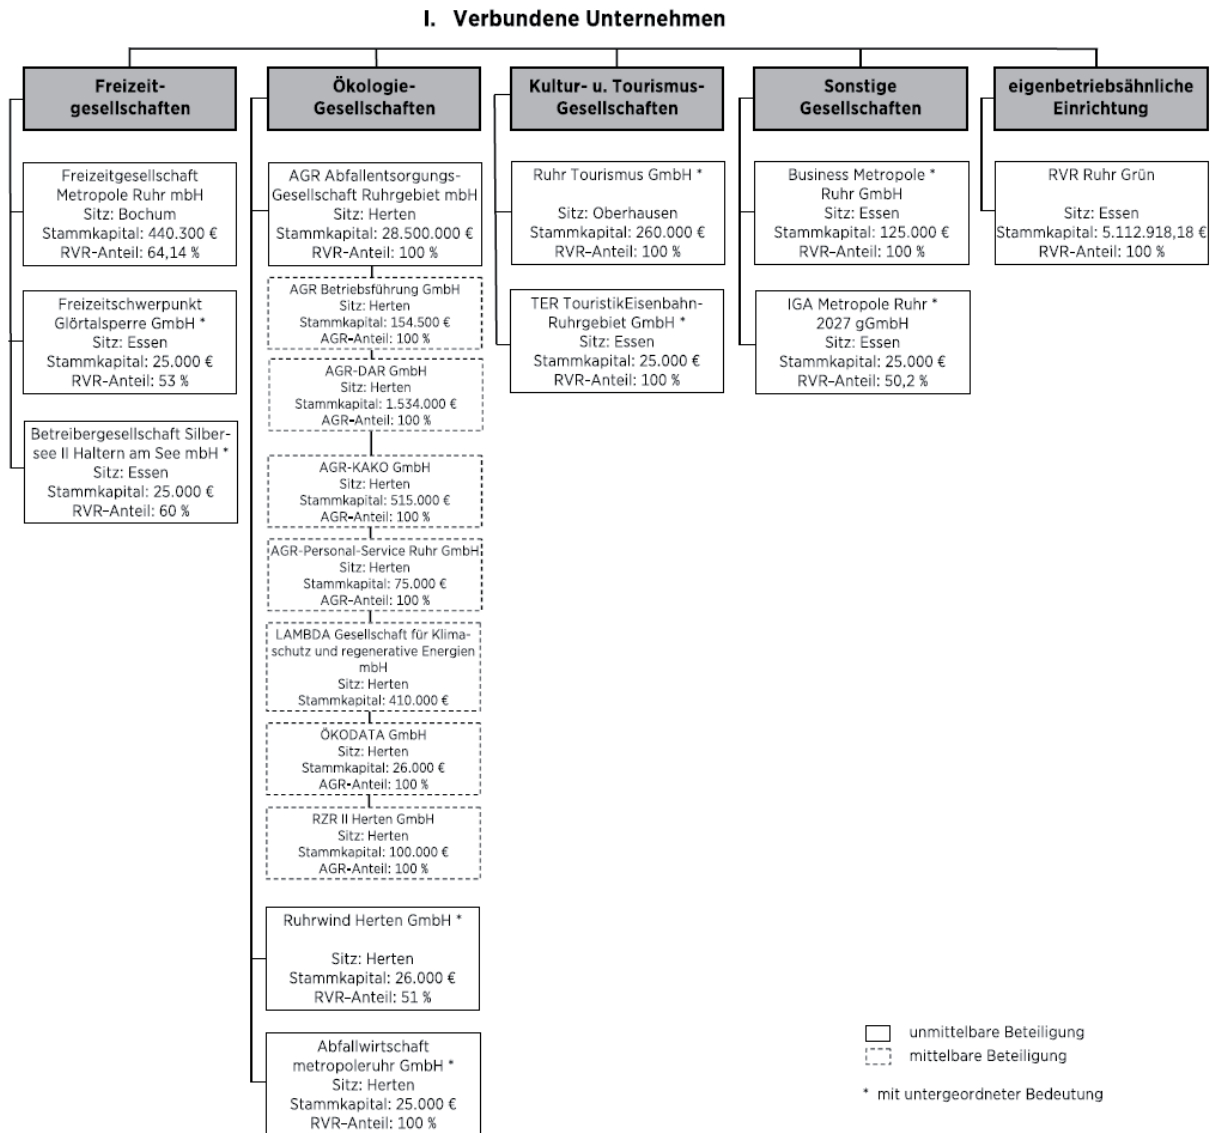 I. Verbundene Unternehmen
Freizeit-
gesellschaften
Freizeitgesellschaft
Metropole Ruhr mbH
Sitz: Bochum
Stammkapital: 440.300 €
RVR-Anteil: 64,14 %
Freizeitschwerpunkt
Glörtalsperre GmbH *
Sitz: Essen
Stammkapital: 25.000 €
RVR-Anteil: 53 %
Betreibergesellschaft Silber-
see II Haltern am See mbH *
Sitz: Essen
Stammkapital: 25.000 €
RVR-Anteil: 60 %
Ökologie-
Gesellschaften
AGR Abfallentsorgungs-
Gesellschaft Ruhrgebiet mbH
Sitz: Herten
Stammkapital: 28.500.000 €
RVR-Anteil: 100 %
AGR Betriebsführung GmbH
Sitz: Herten
Stammkapital: 154.500 €
AGR-Anteil: 100 %
AGR-DAR GmbH
Sitz: Herten
Stammkapital: 1.534.000 €
AGR-Anteil: 100 %
AGR-KAKO GmbH
Sitz: Herten
Stammkapital: 515.000 €
AGR-Anteil: 100 %
AGR-Personal-Service Ruhr GmbH
Sitz: Herten
Stammkapital: 75.000 €
AGR-Anteil: 100 %
LAMBDA Gesellschaft für Klima-
schutz und regenerative Energien
mbH
Sitz: Herten
Stammkapital: 410.000 €
ÖKODATA GmbH
Sitz: Herten
Stammkapital: 26.000 €
AGR-Anteil: 100 %
RZR II Herten GmbH
Sitz: Herten
Stammkapital: 100.000 €
AGR-Anteil: 100 %
Ruhrwind Herten GmbH *
Sitz: Herten
Stammkapital: 26.000 €
RVR-Anteil: 51 %
Abfallwirtschaft
metropoleruhr GmbH *
Sitz: Herten
Stammkapital: 25.000 €
RVR-Anteil: 100 %
Kultur- u. Tourismus-
Gesellschaften
Ruhr Tourismus GmbH *
Sitz: Oberhausen
Stammkapital: 260.000 €
RVR-Anteil: 100 %
TER TouristikEisenbahn-
Ruhrgebiet GmbH *
Sitz: Essen
Stammkapital: 25.000 €
RVR-Anteil: 100 %
Sonstige
Gesellschaften
Business Metropole *
Ruhr GmbH
Sitz: Essen
Stammkapital: 125.000 €
RVR-Anteil: 100 %
IGA Metropole Ruhr *
2027 gGmbH
Sitz: Essen
Stammkapital: 25.000 €
RVR-Anteil: 50,2 %
eigenbetriebsähnliche
Einrichtung
RVR Ruhr Grün
Sitz: Essen
Stammkapital: 5.112.918,18 €
RVR-Anteil: 100 %
unmittelbare Beteiligung
mittelbare Beteiligung
* mit untergeordneter Bedeutung